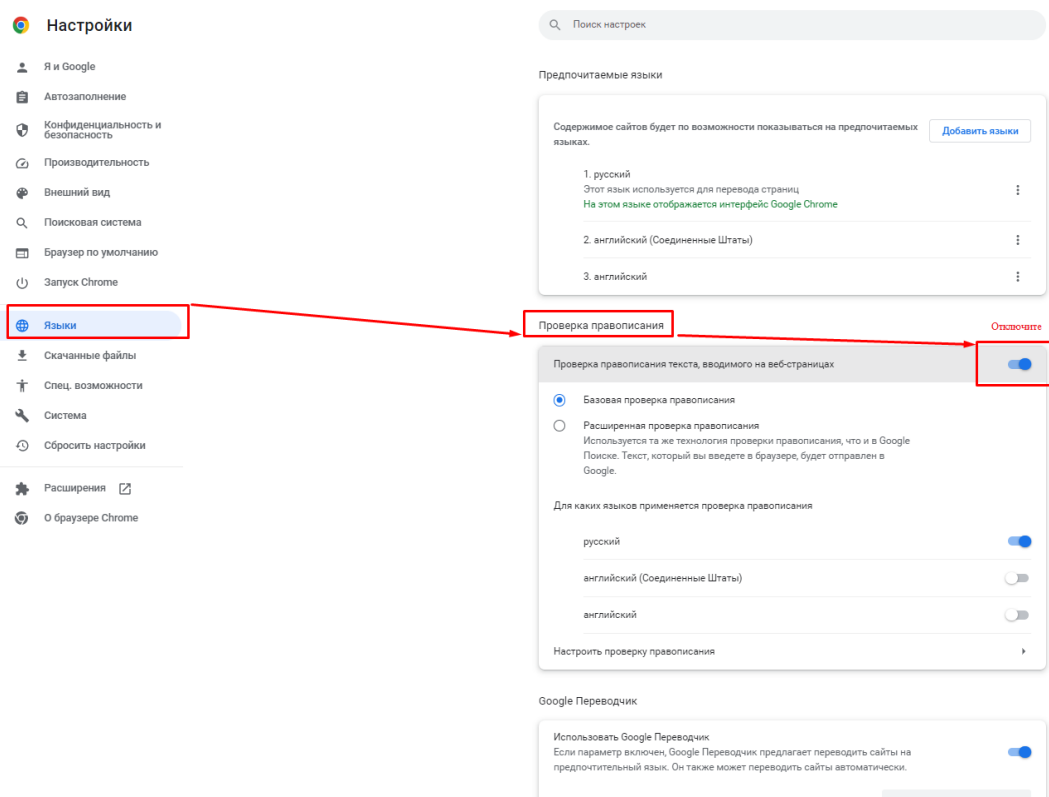 Настройки
Поиск настроек
Я и Google
Автозаполнение
Конфиденциальность и
безопасность
Производительность
Внешний вид
Поисковая система
Браузер по умолчанию
Запуск Chrome
Языки
Скачанные файлы
Спец. возможности
Система
Сбросить настройки
Расширения
О браузере Chrome
Предпочитаемые языки
Содержимое сайтов будет по возможности показываться на предпочитаемых
языках.
Добавить языки
1. русский
Этот язык используется для перевода страниц
На этом языке отображается интерфейс Google Chrome
2. английский (Соединенные Штаты)
3. английский
Проверка правописания
Отключите
Проверка правописания текста, вводимого на веб-страницах
Базовая проверка правописания
Расширенная проверка правописания
Используется та же технология проверки правописания, что и в Google
Поиске. Текст, который вы введете в браузере, будет отправлен в
Google.
Для каких языков применяется проверка правописания
русский
английский (Соединенные Штаты)
английский
Настроить проверку правописания
Google Переводчик
Использовать Google Переводчик
Если параметр включен, Google Переводчик предлагает переводить сайты на
предпочтительный язык. Он также может переводить сайты автоматически.